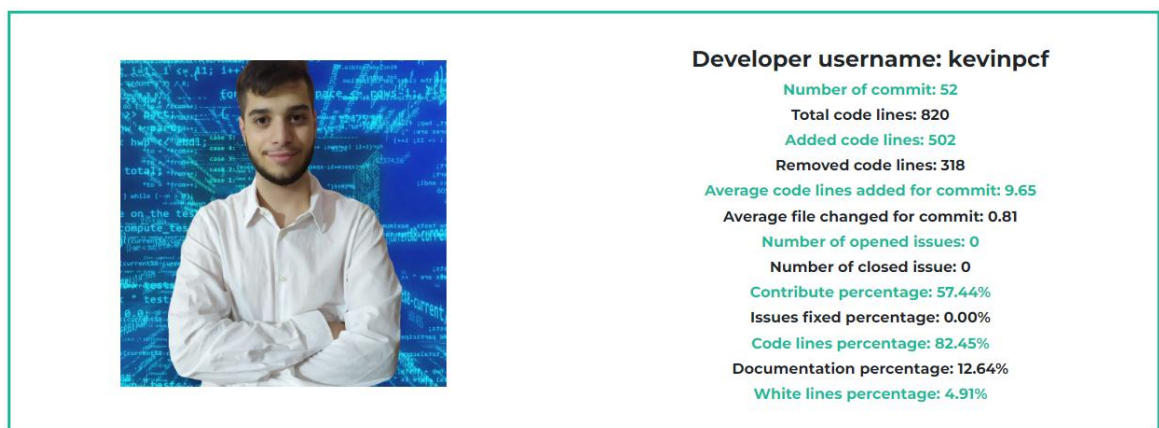 Developer username: kevinpcf
Number of commit: 52
Total code lines: 820
Added code lines: 502
Removed code lines: 318
Average code lines added for commit: 9.65
Average file changed for commit: 0.81
Number of opened issues: 0
Number of closed issue: 0
Contribute percentage: 57.44%
Issues fixed percentage: 0.00%
Code lines percentage: 82.45%
Documentation percentage: 12.64%
White lines percentage: 4.91%